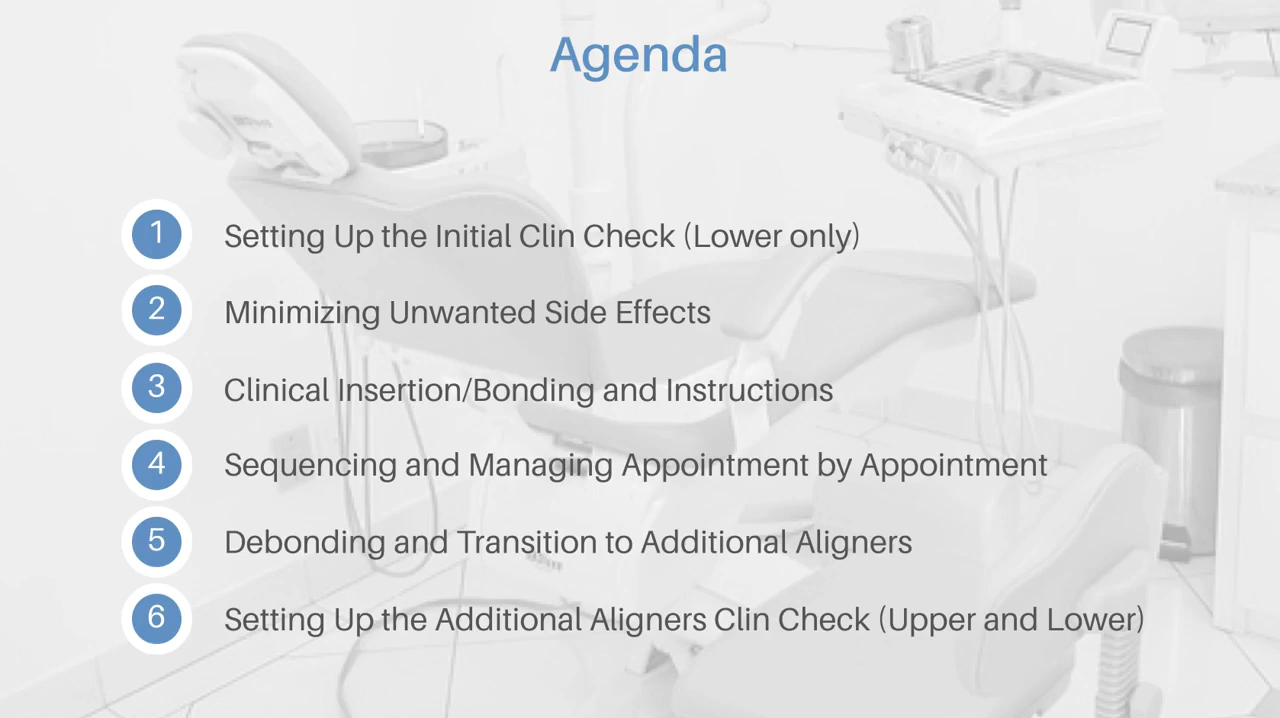 Agenda
1 Setting Up the Initial Clin Check (Lower only)
2 Minimizing Unwanted Side Effects
3 Clinical Insertion/Bonding and Instructions
4 Sequencing and Managing Appointment by Appointment
5 Debonding and Transition to Additional Aligners
6 Setting Up the Additional Aligners Clin Check (Upper and Lower)